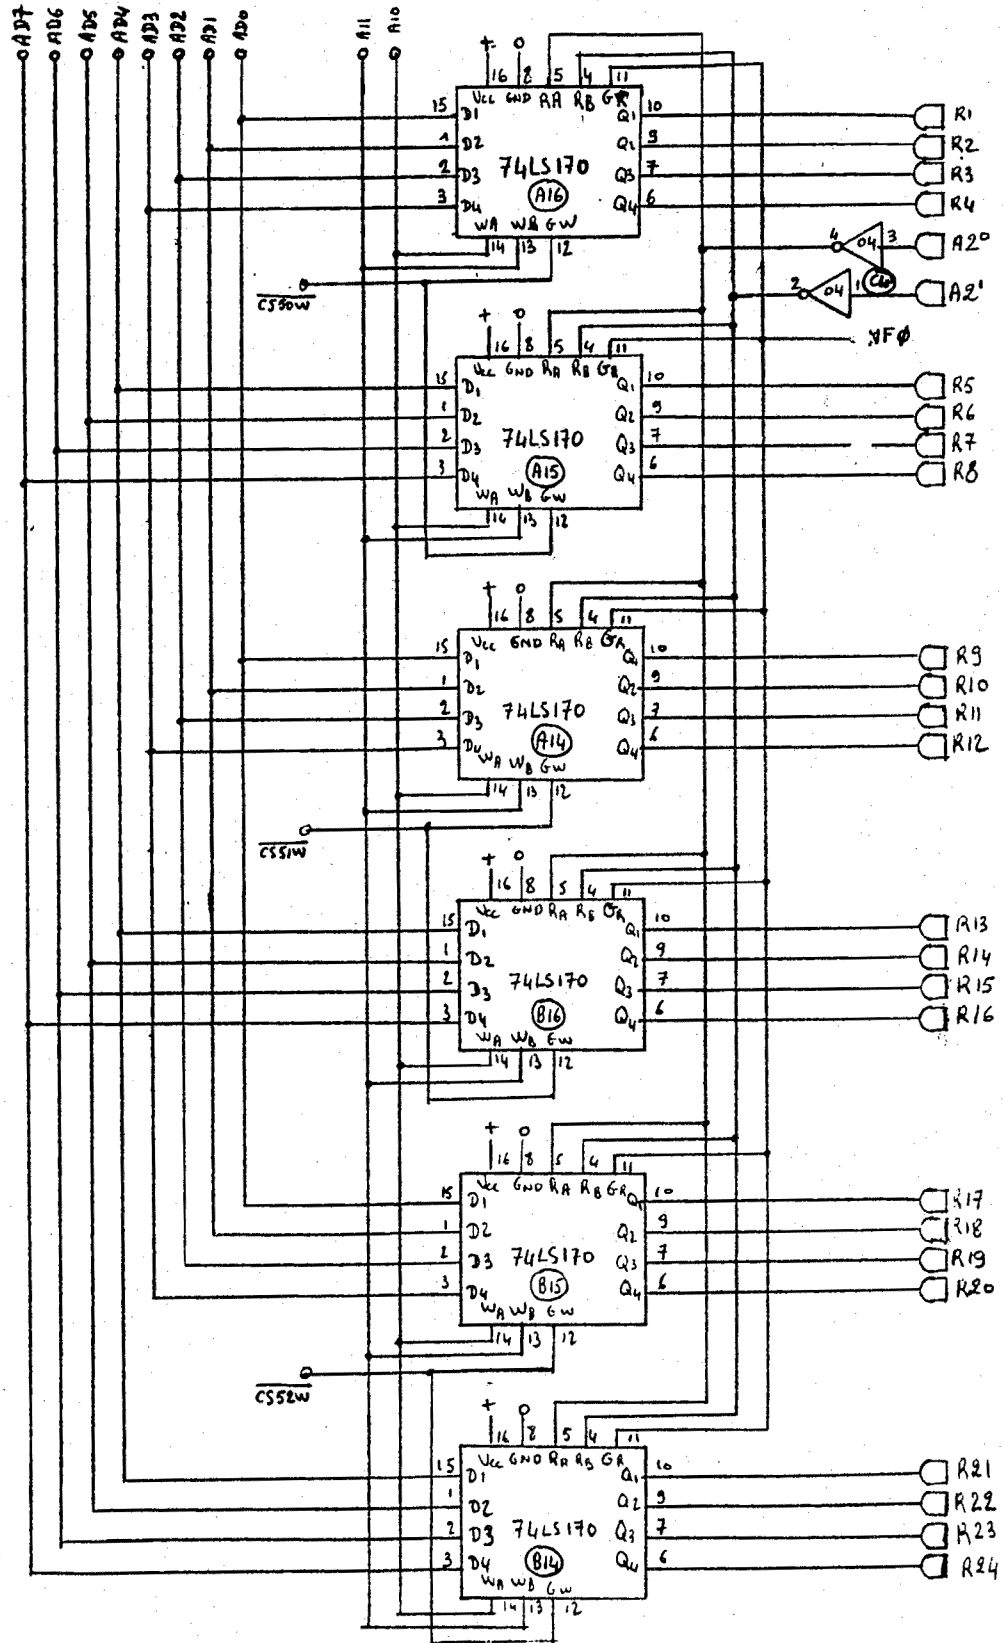 AD7 AD6 AD5 AD4 AD3 AD2 AD1 AD0 A11 A10
+ 0
16 8 5 4 11
Vcc GND RA RB GR
15 D1 Q1 10 R1
1 D2 Q2 9 R2
2 D3 74LS170 Q3 7 R3
3 D4 A16 Q4 6 R4
WA WB GW
14 13 12
4 04 3 A2⁰
C16
2 04 1 A2¹
CS50W
+ 0
16 8 5 4 11
Vcc GND RA RB GR
15 D1 Q1 10 R5
1 D2 Q2 9 R6
2 D3 74LS170 Q3 7 R7
3 D4 A15 Q4 6 R8
WA WB GW
14 13 12
+ 0
16 8 5 4 11
Vcc GND RA RB GR
15 D1 Q1 10 R9
1 D2 Q2 9 R10
2 D3 74LS170 Q3 7 R11
3 D4 A14 Q4 6 R12
WA WB GW
14 13 12
CS51W
+ 0
16 8 5 4 11
Vcc GND RA RB GR
15 D1 Q1 10 R13
1 D2 Q2 9 R14
2 D3 74LS170 Q3 7 R15
3 D4 B16 Q4 6 R16
WA WB GW
14 13 12
+ 0
16 8 5 4 11
Vcc GND RA RB GR
15 D1 Q1 10 R17
1 D2 Q2 9 R18
2 D3 74LS170 Q3 7 R19
3 D4 B15 Q4 6 R20
WA WB GW
14 13 12
CS52W
+ 0
16 8 5 4 11
Vcc GND RA RB GR
15 D1 Q1 10 R21
1 D2 Q2 9 R22
2 D3 74LS170 Q3 7 R23
3 D4 B14 Q4 6 R24
WA WB GW
14 13 12